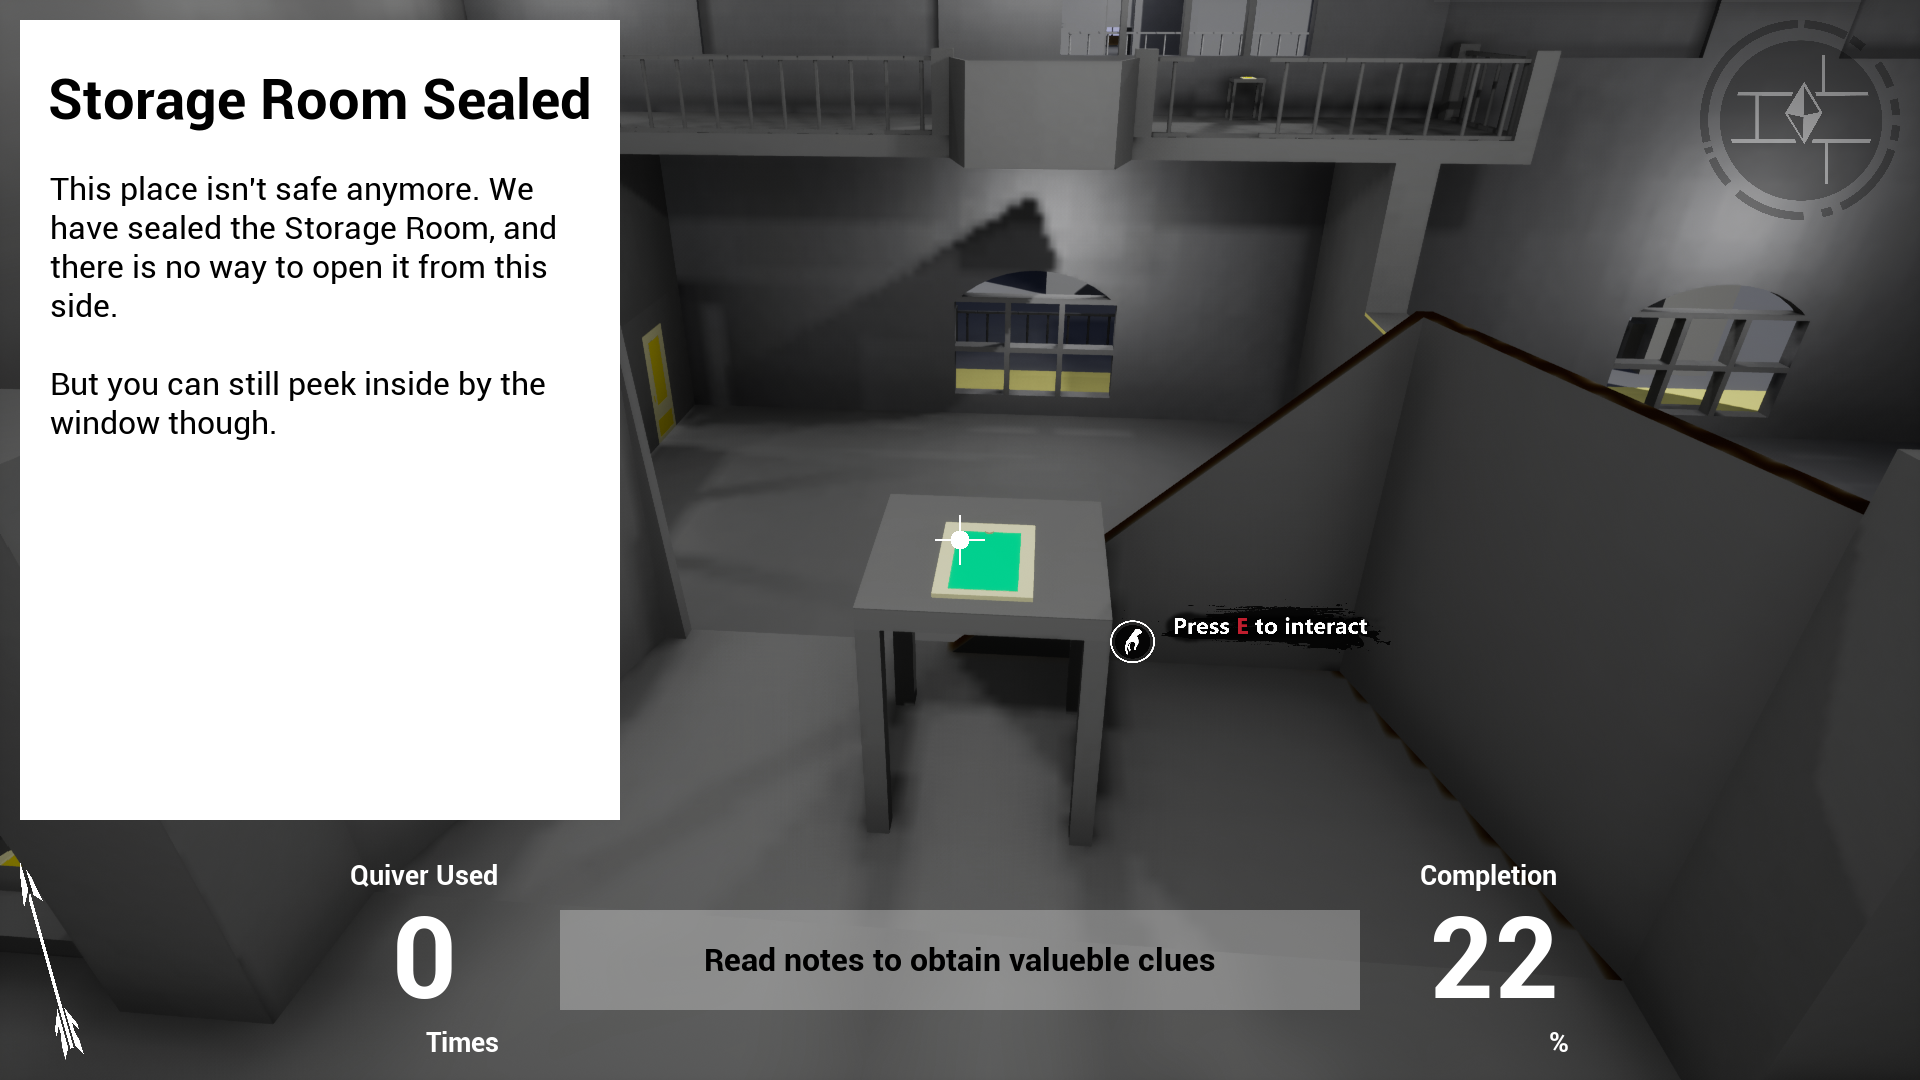 Storage Room Sealed
This place isn't safe anymore. We
have sealed the Storage Room, and
there is no way to open it from this
side.
But you can still peek inside by the
window though.
Press E to interact
Quiver Used
0
Times
Read notes to obtain valueble clues
Completion
22
%